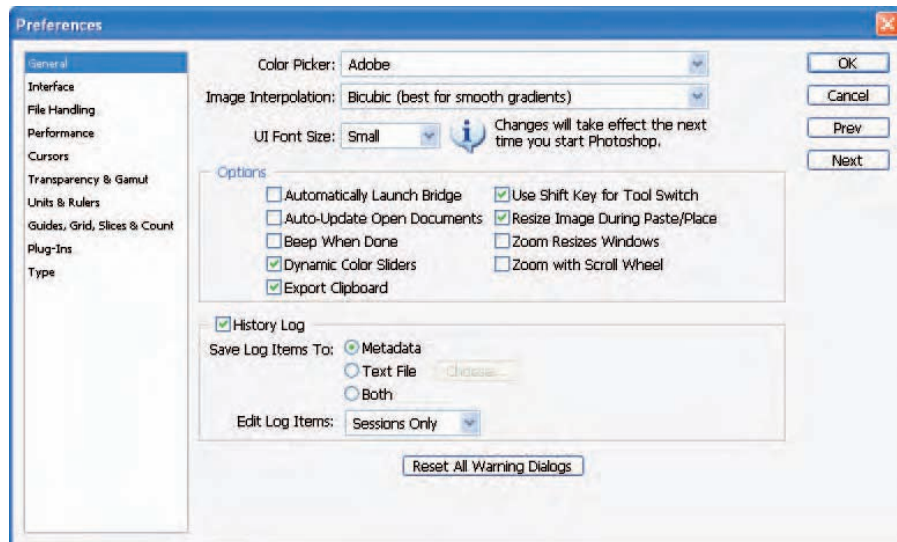 Preferences
General
Interface
File Handling
Performance
Cursors
Transparency & Gamut
Units & Rulers
Guides, Grid, Slices & Count
Plug-Ins
Type
Color Picker: Adobe
Image Interpolation: Bicubic (best for smooth gradients)
UI Font Size: Small
Changes will take effect the next
time you start Photoshop.
Options
Automatically Launch Bridge
Auto-Update Open Documents
Beep When Done
Dynamic Color Sliders
Export Clipboard
Use Shift Key for Tool Switch
Resize Image During Paste/Place
Zoom Resizes Windows
Zoom with Scroll Wheel
History Log
Save Log Items To: Metadata
Text File Choose...
Both
Edit Log Items: Sessions Only
Reset All Warning Dialogs
OK
Cancel
Prev
Next